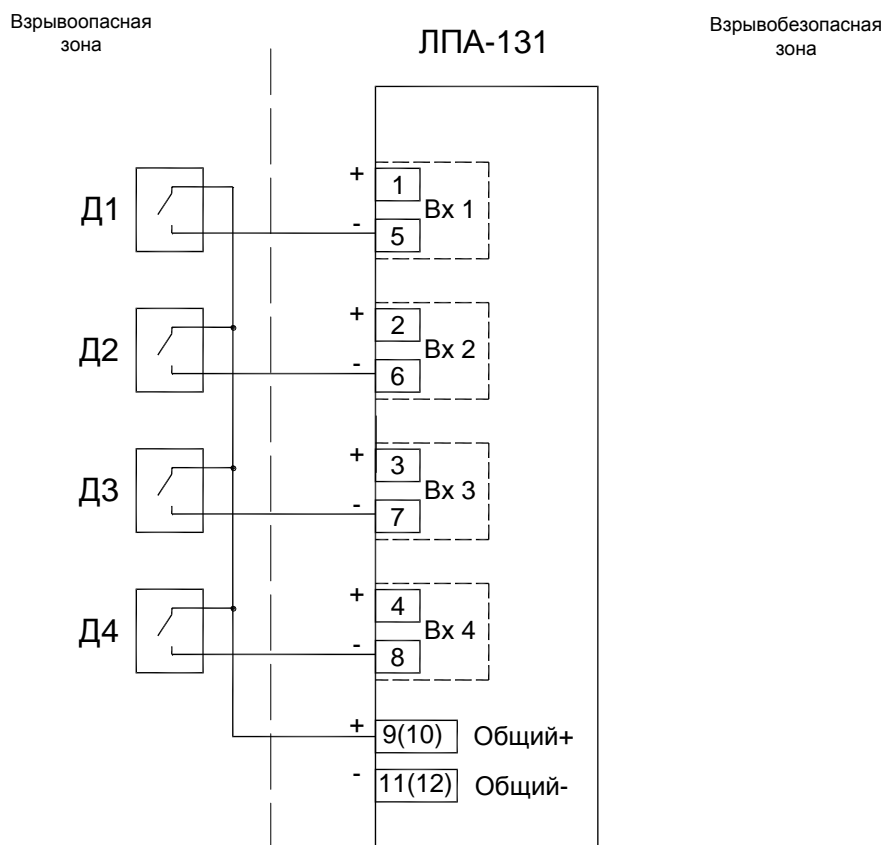 Взрывоопасная
зона
ЛПА-131
Взрывобезопасная
зона
Д1
+
1
Вх 1
-
5
Д2
+
2
Вх 2
-
6
Д3
+
3
Вх 3
-
7
Д4
+
4
Вх 4
-
8
+
9(10) Общий+
-
11(12) Общий-